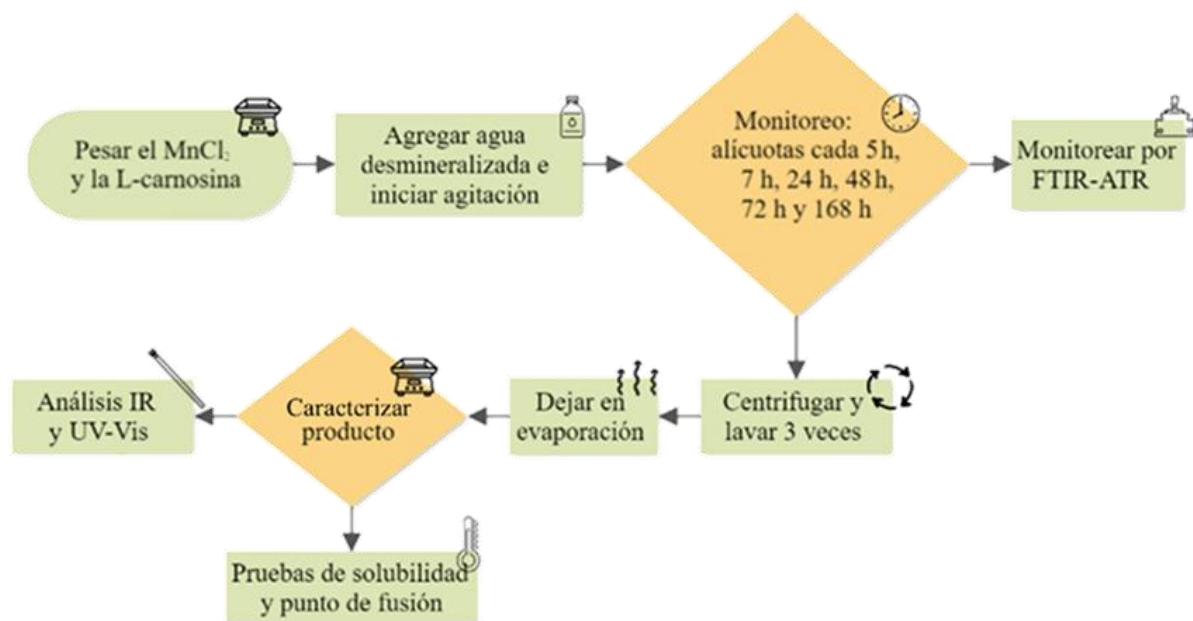 Pesar el MnCl₂
y la L-carnosina
Agregar agua
desmineralizada e
iniciar agitación
Monitoreo:
alícuotas cada 5 h,
7 h, 24 h, 48 h,
72 h y 168 h
Monitorear por
FTIR-ATR
Análisis IR
y UV-Vis
Caracterizar
producto
Dejar en
evaporación
Centrifugar y
lavar 3 veces
Pruebas de solubilidad
y punto de fusión